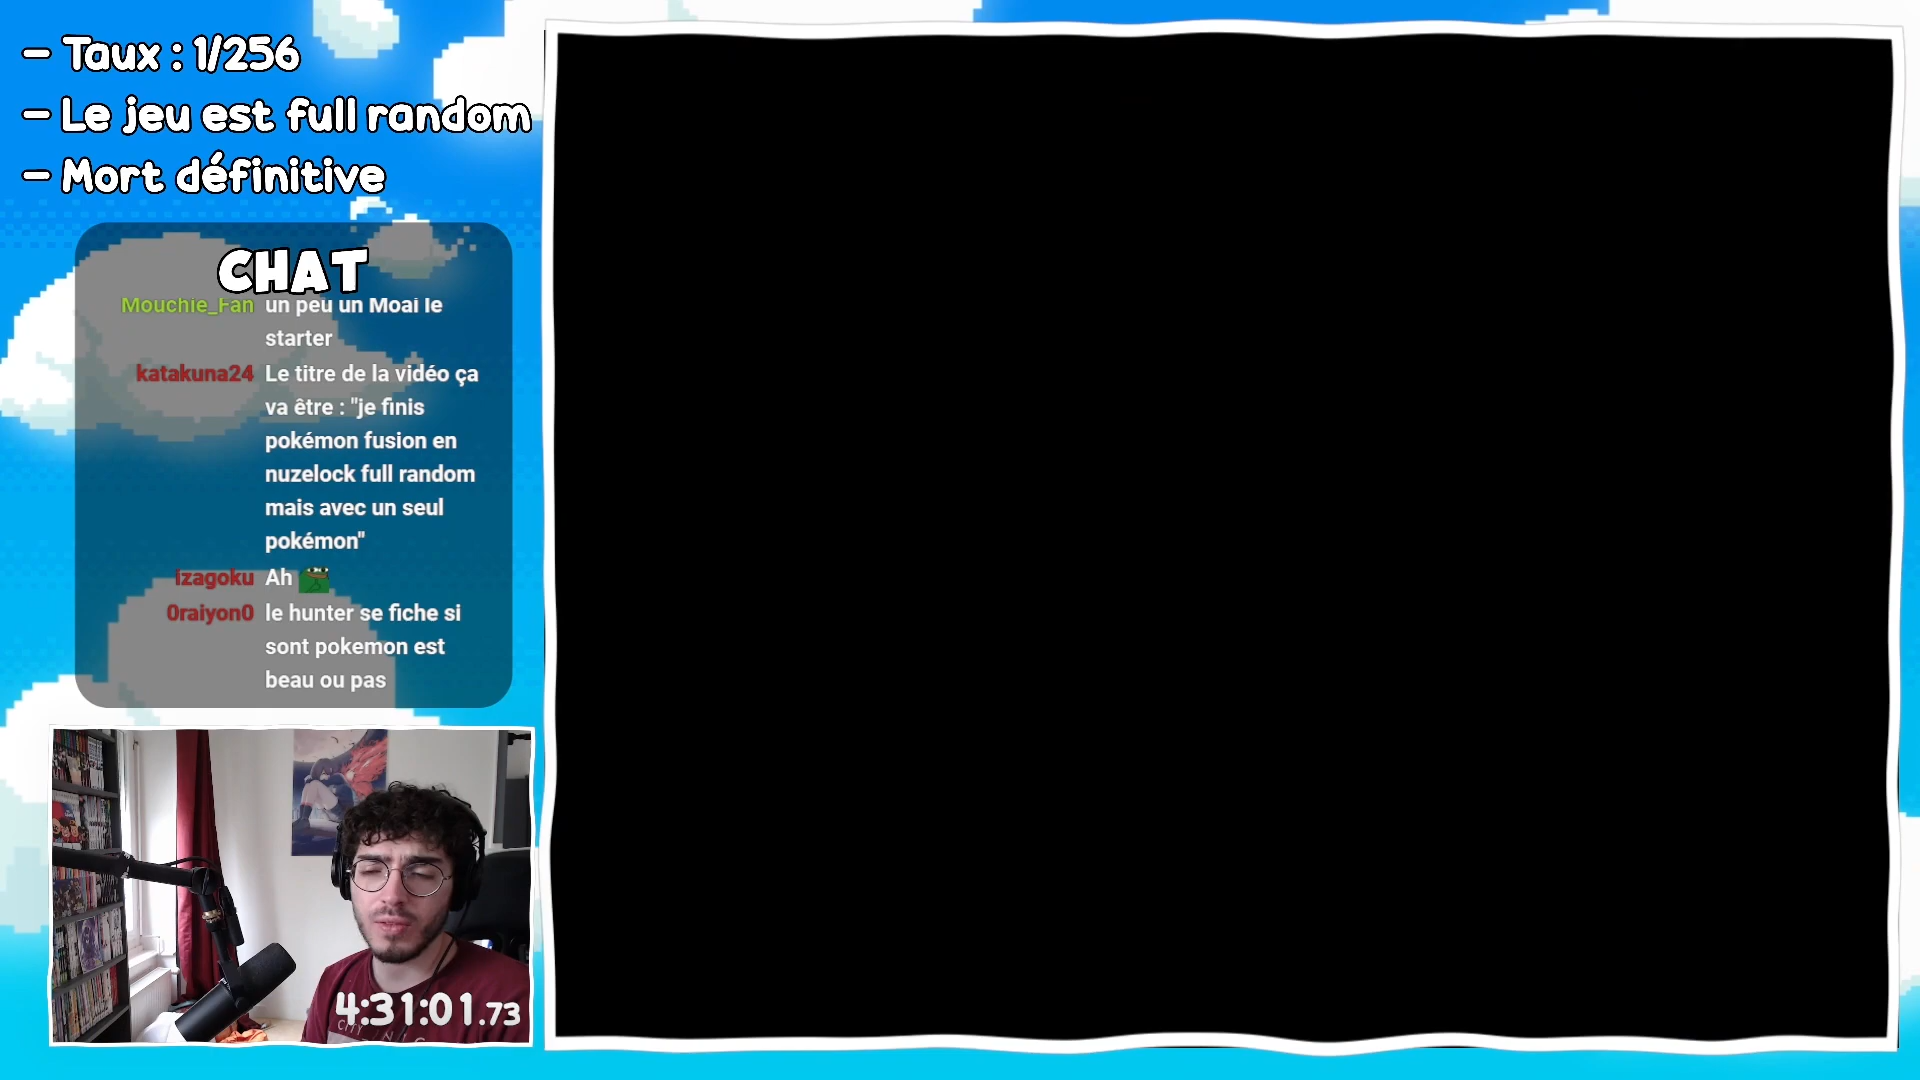 - Taux : 1/256
- Le jeu est full random
- Mort définitive
CHAT
Mouchie_Fan un peu un Moai le
starter
katakuna24 Le titre de la vidéo ça
va être : "je finis
pokémon fusion en
nuzelock full random
mais avec un seul
pokémon"
Izagoku Ah
0raiyon0 le hunter se fiche si
sont pokemon est
beau ou pas
4:31:01.73